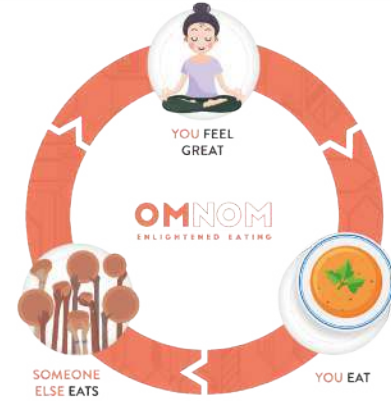 YOU FEEL
GREAT
OMNOM
ENLIGHTENED EATING
SOMEONE
ELSE EATS
YOU EAT